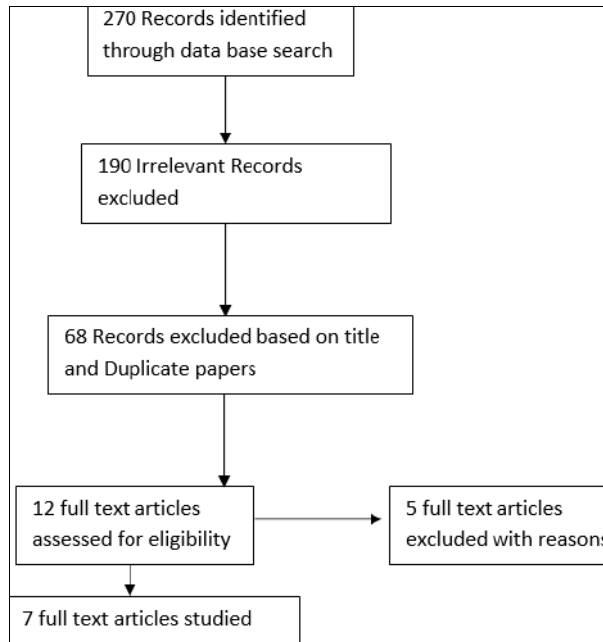 270 Records identified
through data base search
190 Irrelevant Records
excluded
68 Records excluded based on title
and Duplicate papers
12 full text articles
assessed for eligibility
5 full text articles
excluded with reasons
7 full text articles studied